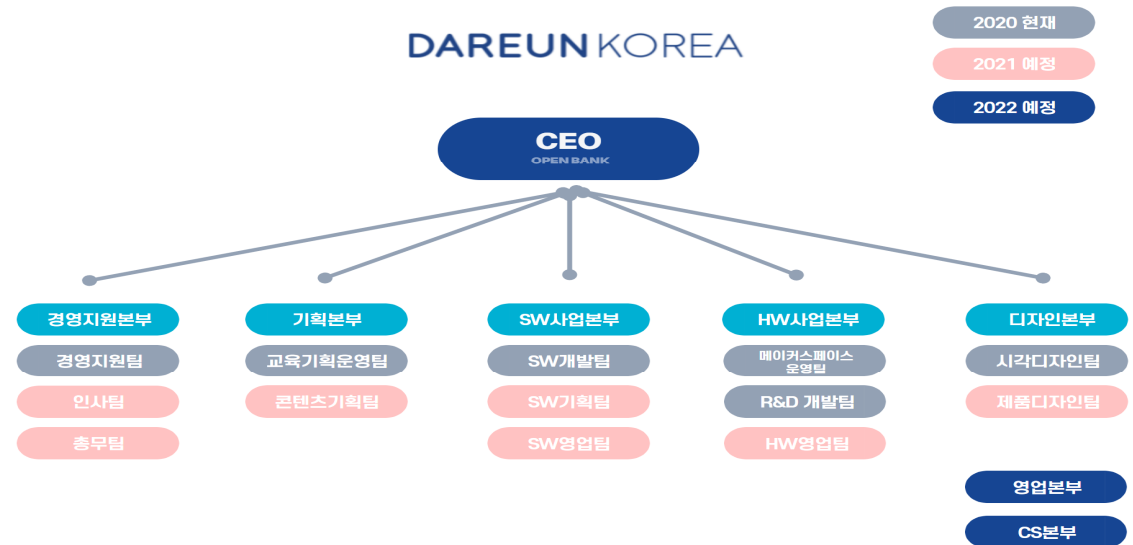 DAREUN KOREA
2020 현재
2021 예정
2022 예정
CEO
OPEN BANK
경영지원본부
경영지원팀
인사팀
총무팀
기획본부
교육기획운영팀
콘텐츠기획팀
SW사업본부
SW개발팀
SW기획팀
SW영업팀
HW사업본부
메이커스페이스
운영팀
R&D 개발팀
HW영업팀
디자인본부
시각디자인팀
제품디자인팀
영업본부
CS본부